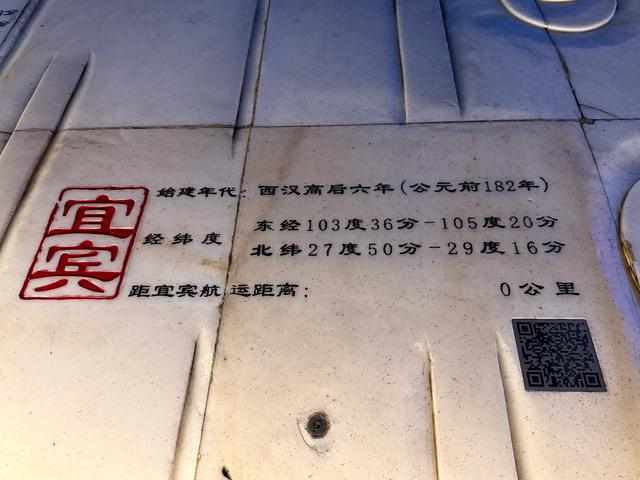 宜宾
始建年代：西汉高后六年(公元前182年)
经纬度
东经103度36分－105度20分
北纬27度50分－29度16分
距宜宾航运距离：0公里